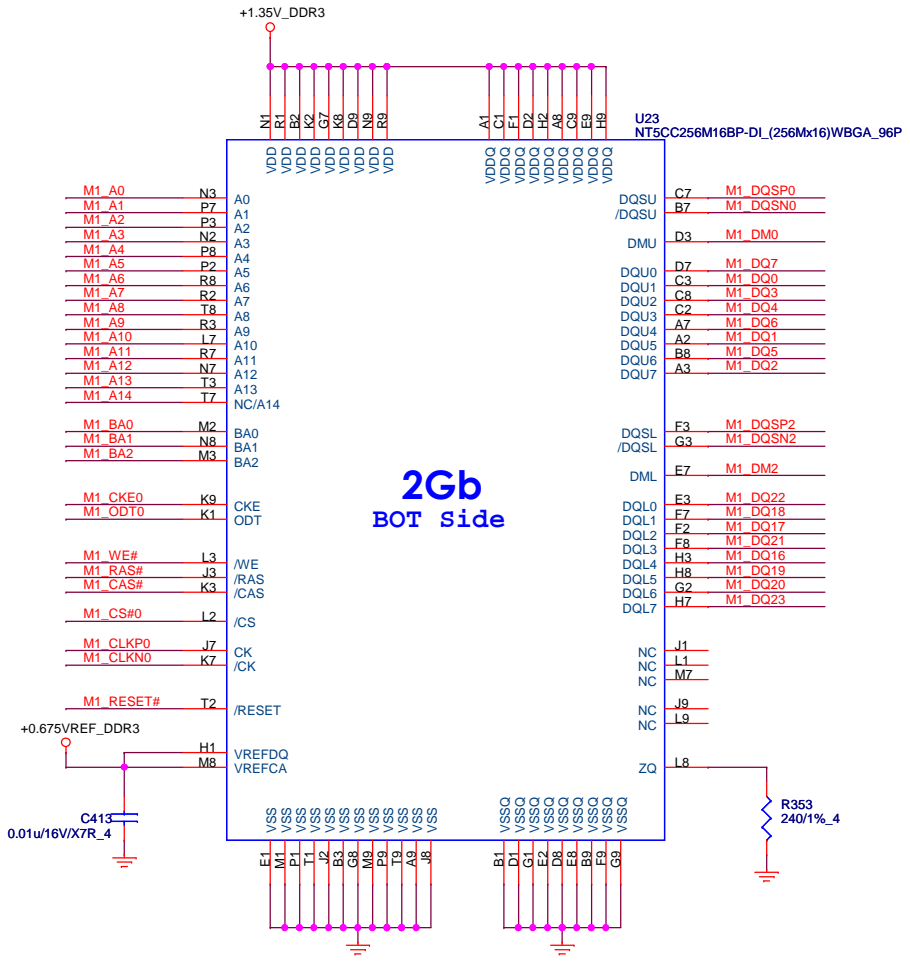 +1.35V_DDR3
N1 R1 B2 K2 G7 K8 D9 N9 R9 A1 C1 F1 D2 H2 A8 C9 E9 H9
U23
NT5CC256M16BP-DI_(256Mx16)WBGA_96P
VDD VDD VDD VDD VDD VDD VDD VDD VDD VDDQ VDDQ VDDQ VDDQ VDDQ VDDQ VDDQ VDDQ VDDQ
M1_A0 N3 A0 DQSU C7 M1_DQSP0
M1_A1 P7 A1 /DQSU B7 M1_DQSN0
M1_A2 P3 A2
M1_A3 N2 A3 DMU D3 M1_DM0
M1_A4 P8 A4
M1_A5 P2 A5 DQU0 D7 M1_DQ7
M1_A6 R8 A6 DQU1 C3 M1_DQ0
M1_A7 R2 A7 DQU2 C8 M1_DQ3
M1_A8 T8 A8 DQU3 C2 M1_DQ4
M1_A9 R3 A9 DQU4 A7 M1_DQ6
M1_A10 L7 A10 DQU5 A2 M1_DQ1
M1_A11 R7 A11 DQU6 B8 M1_DQ5
M1_A12 N7 A12 DQU7 A3 M1_DQ2
M1_A13 T3 A13
M1_A14 T7 NC/A14
M1_BA0 M2 BA0 DQSL F3 M1_DQSP2
M1_BA1 N8 BA1 /DQSL G3 M1_DQSN2
M1_BA2 M3 BA2
DML E7 M1_DM2
2Gb
BOT Side
M1_CKE0 K9 CKE DQL0 E3 M1_DQ22
M1_ODT0 K1 ODT DQL1 F7 M1_DQ18
DQL2 F2 M1_DQ17
DQL3 F8 M1_DQ21
M1_WE# L3 /WE DQL4 H3 M1_DQ16
M1_RAS# J3 /RAS DQL5 H8 M1_DQ19
M1_CAS# K3 /CAS DQL6 G2 M1_DQ20
DQL7 H7 M1_DQ23
M1_CS#0 L2 /CS
M1_CLKP0 J7 CK NC J1
M1_CLKN0 K7 /CK NC L1
NC M7
M1_RESET# T2 /RESET NC J9
NC L9
+0.675VREF_DDR3
H1 VREFDQ
M8 VREFCA ZQ L8
C413
0.01u/16V/X7R_4
R353
240/1%_4
VSS VSS VSS VSS VSS VSS VSS VSS VSS VSS VSS VSS VSSQ VSSQ VSSQ VSSQ VSSQ VSSQ VSSQ VSSQ VSSQ
E1 M1 P1 T1 J2 B3 G8 M9 P9 T9 A9 J8 B1 D1 G1 E2 D8 E8 B9 F9 G9